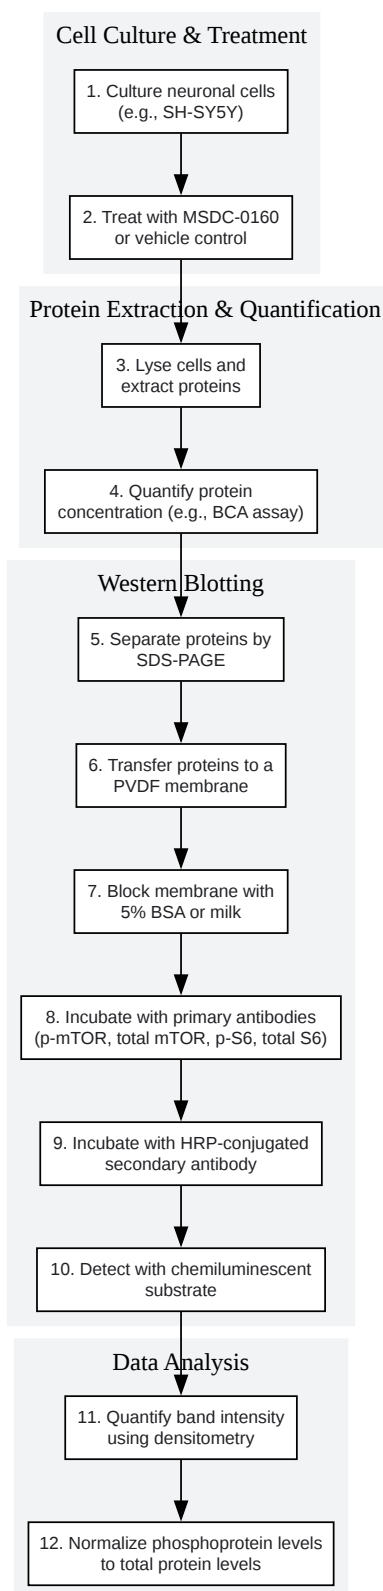 Cell Culture & Treatment
1. Culture neuronal cells
(e.g., SH-SY5Y)
2. Treat with MSDC-0160
or vehicle control
Protein Extraction & Quantification
3. Lyse cells and
extract proteins
4. Quantify protein
concentration (e.g., BCA assay)
Western Blotting
5. Separate proteins by
SDS-PAGE
6. Transfer proteins to a
PVDF membrane
7. Block membrane with
5% BSA or milk
8. Incubate with primary antibodies
(p-mTOR, total mTOR, p-S6, total S6)
9. Incubate with HRP-conjugated
secondary antibody
10. Detect with chemiluminescent
substrate
Data Analysis
11. Quantify band intensity
using densitometry
12. Normalize phosphoprotein levels
to total protein levels